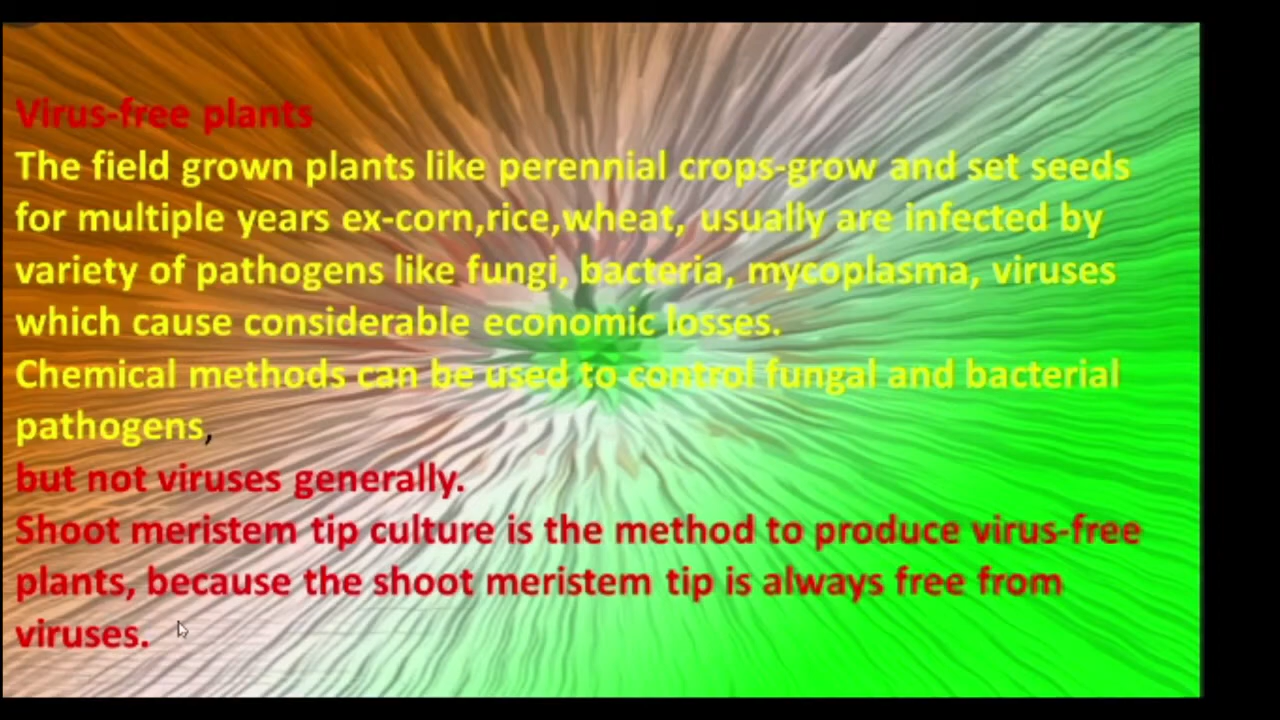 Virus-free plants
The field grown plants like perennial crops-grow and set seeds
for multiple years ex-corn,rice,wheat, usually are infected by
variety of pathogens like fungi, bacteria, mycoplasma, viruses
which cause considerable economic losses.
Chemical methods can be used to control fungal and bacterial
pathogens,
but not viruses generally.
Shoot meristem tip culture is the method to produce virus-free
plants, because the shoot meristem tip is always free from
viruses.